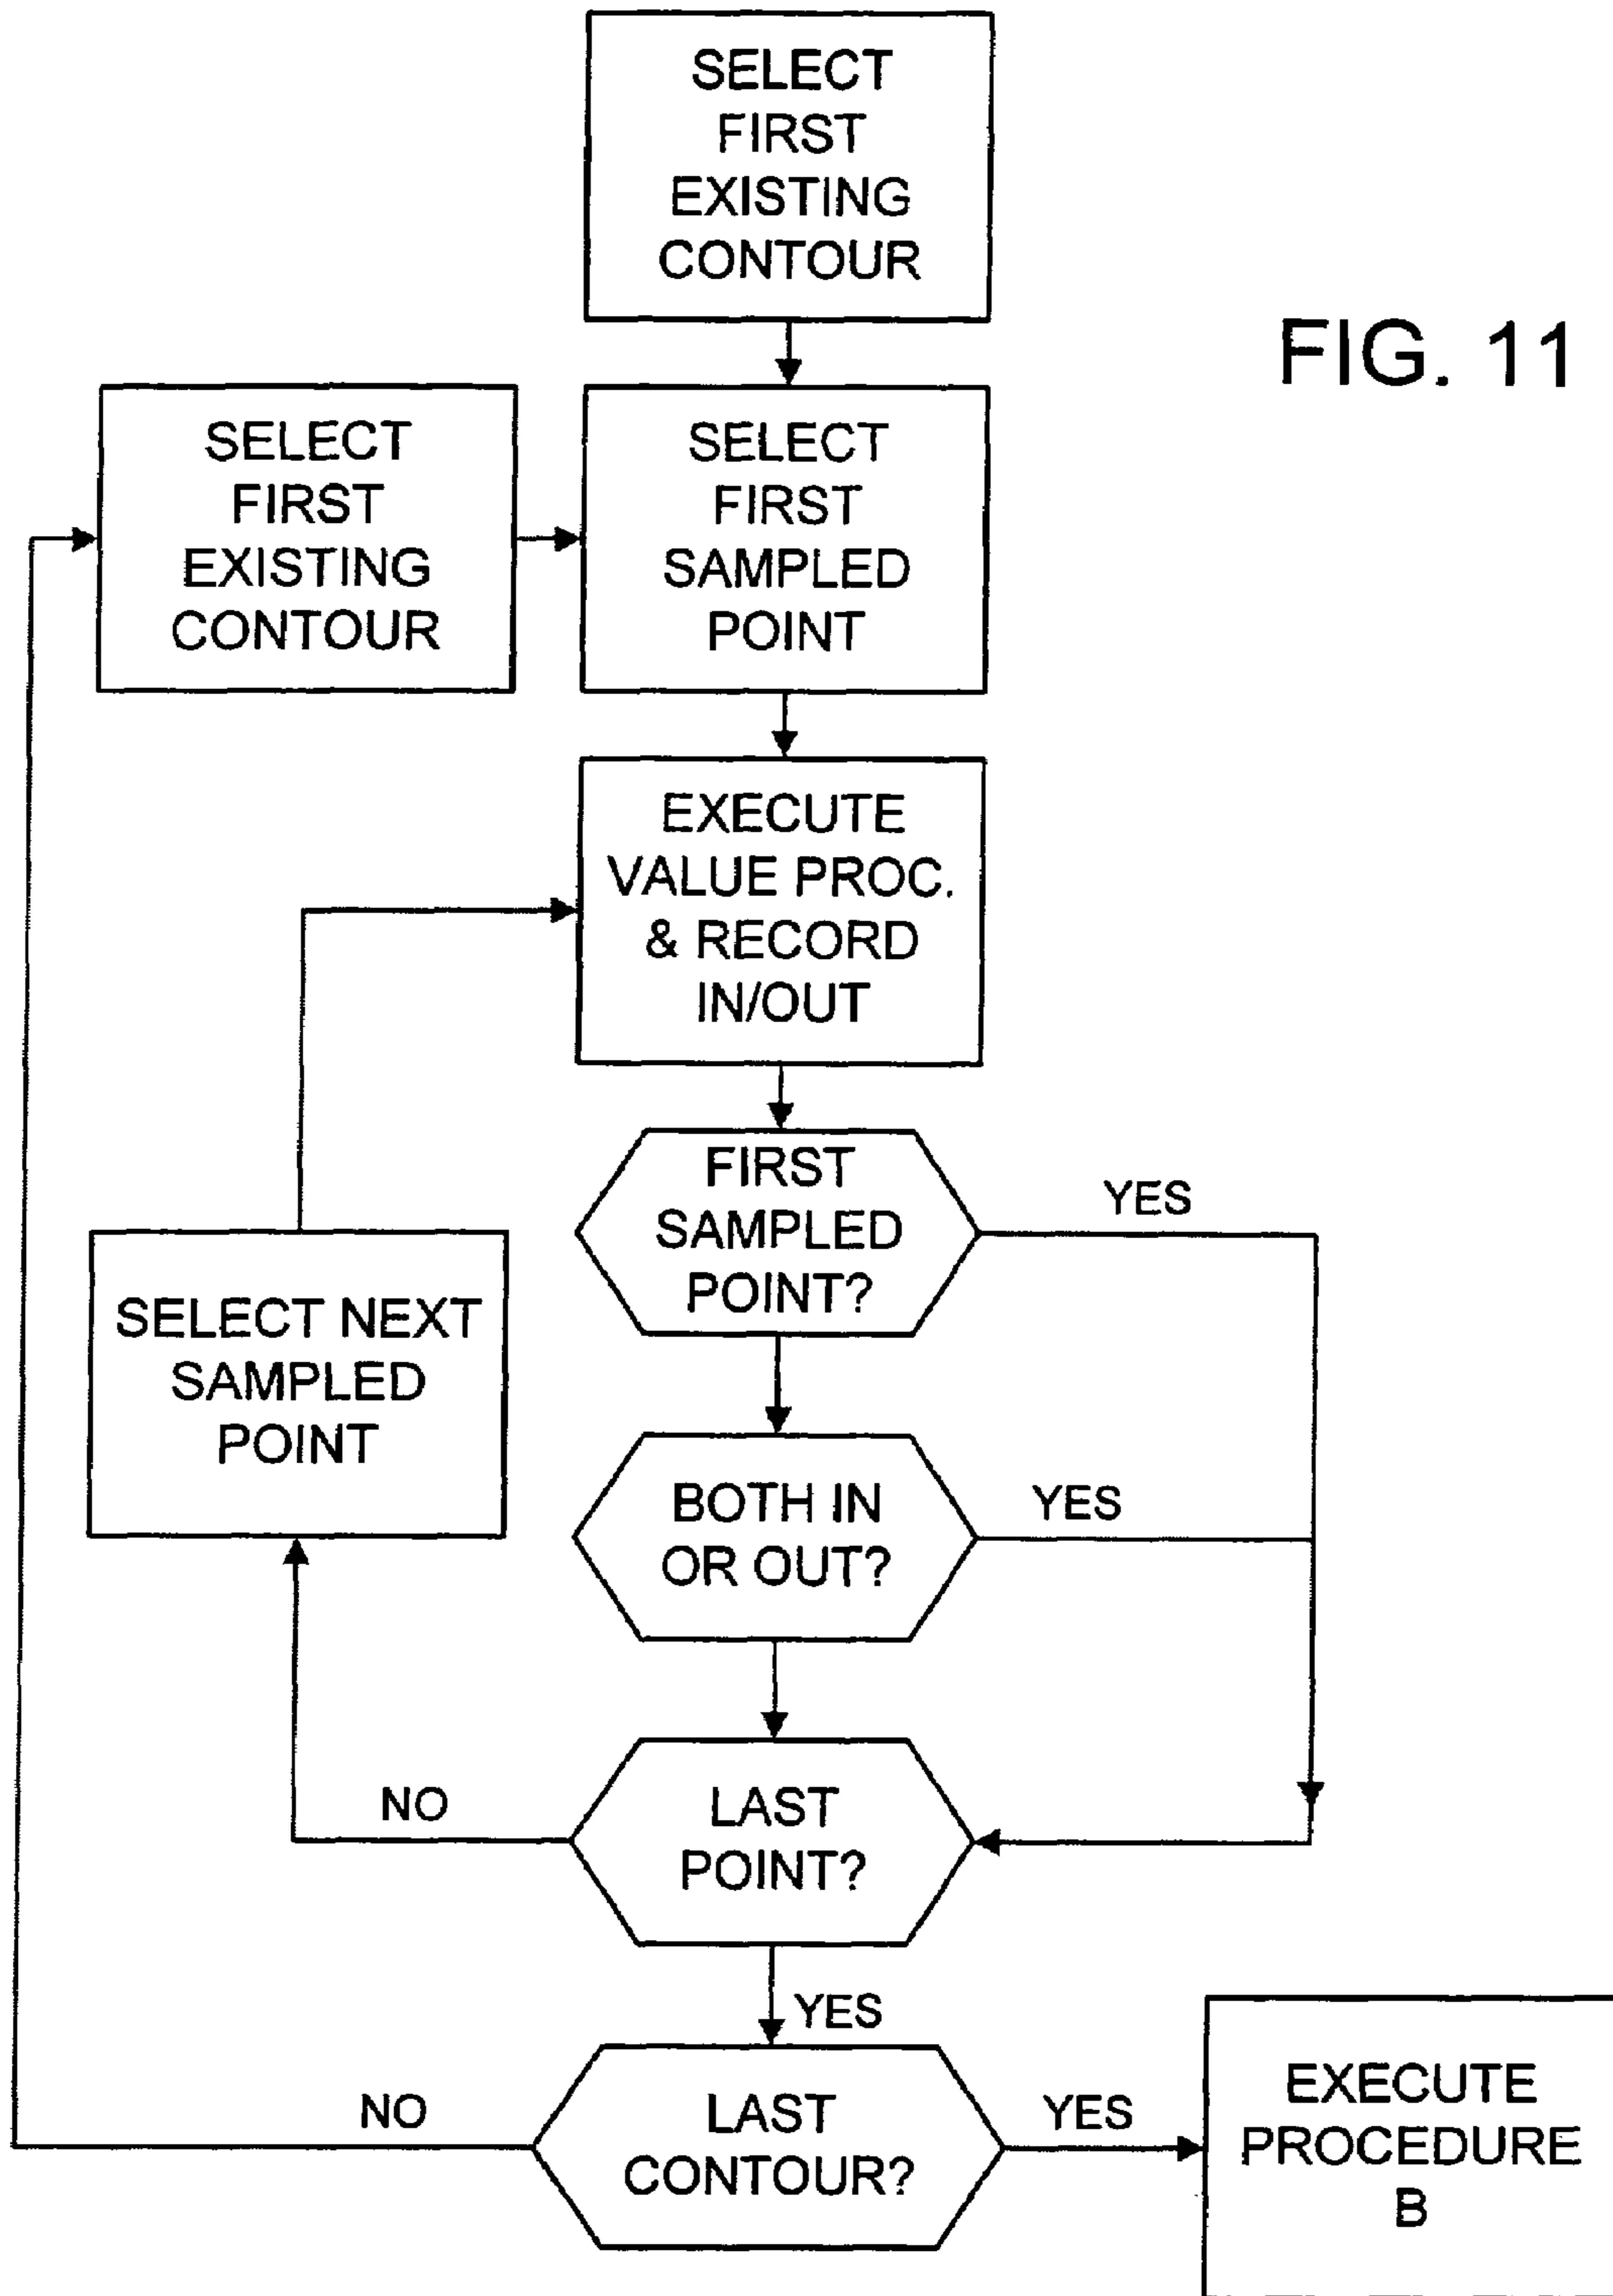 SELECT
FIRST
EXISTING
CONTOUR
FIG. 11
SELECT
FIRST
EXISTING
CONTOUR
SELECT
FIRST
SAMPLED
POINT
EXECUTE
VALUE PROC.
& RECORD
IN/OUT
FIRST
SAMPLED
POINT?
YES
SELECT NEXT
SAMPLED
POINT
BOTH IN
OR OUT?
YES
LAST
POINT?
NO
YES
LAST
CONTOUR?
NO
YES
EXECUTE
PROCEDURE
B